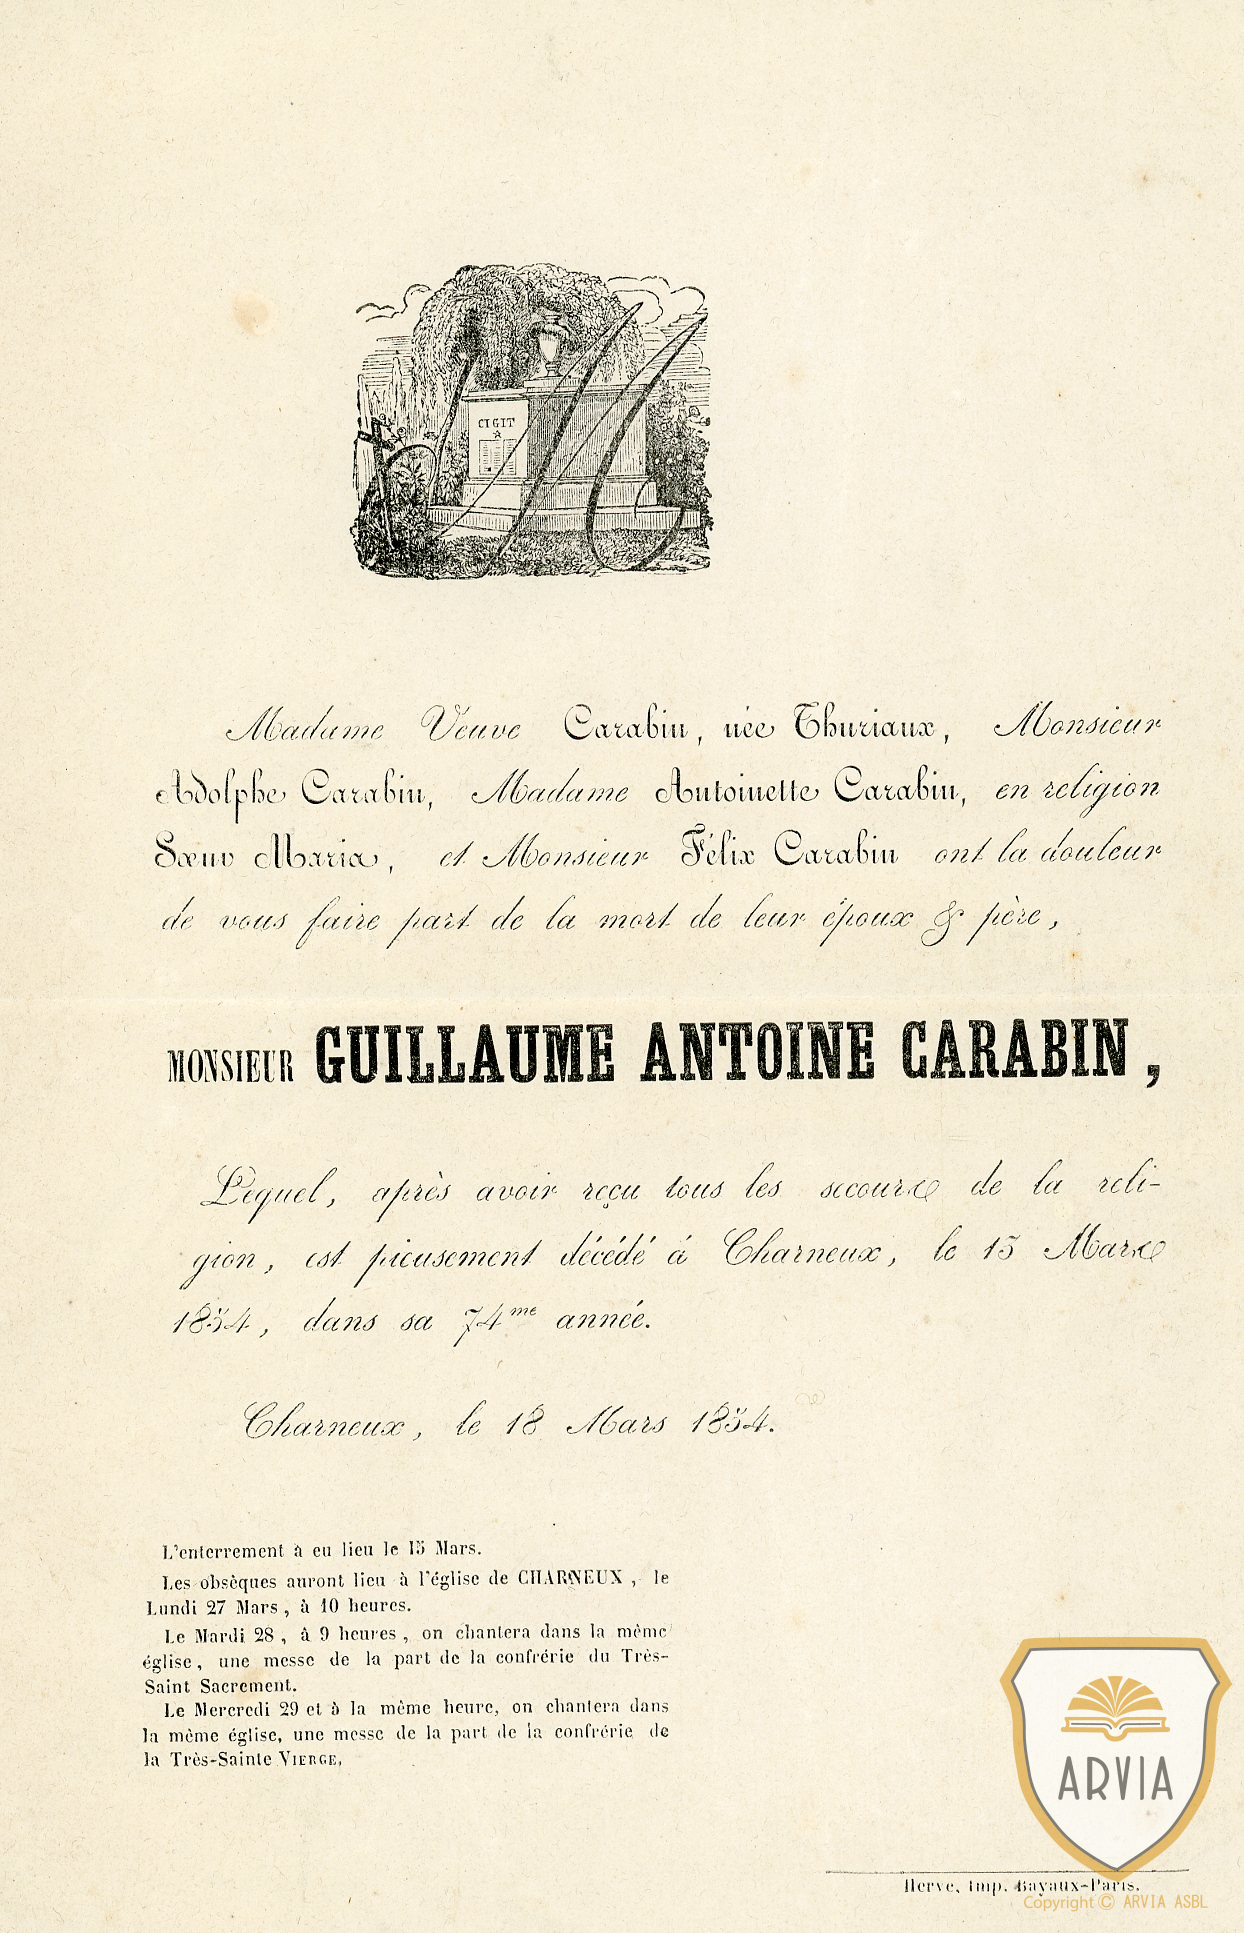 CI GIT
M
Madame Veuve Carabin, née Thuriaux, Monsieur
Adolphe Carabin, Madame Antoinette Carabin, en religion
Sœur Maria, et Monsieur Félix Carabin ont la douleur
de vous faire part de la mort de leur époux & père,
MONSIEUR GUILLAUME ANTOINE CARABIN,
Lequel, après avoir reçu tous les secours de la reli-
gion, est pieusement décédé à Charneux, le 15 Mars
1854, dans sa 74me année.
Charneux, le 18 Mars 1854.
L'enterrement à eu lieu le 15 Mars.
Les obsèques auront lieu à l'église de CHARNEUX, le
Lundi 27 Mars, à 10 heures.
Le Mardi 28, à 9 heures, on chantera dans la même
église, une messe de la part de la confrérie du Très-
Saint Sacrement.
Le Mercredi 29 et à la même heure, on chantera dans
la même église, une messe de la part de la confrérie de
la Très-Sainte VIERGE,
ARVIA
Herve, Imp. Bayaux-Paris.
Copyright © ARVIA ASBL